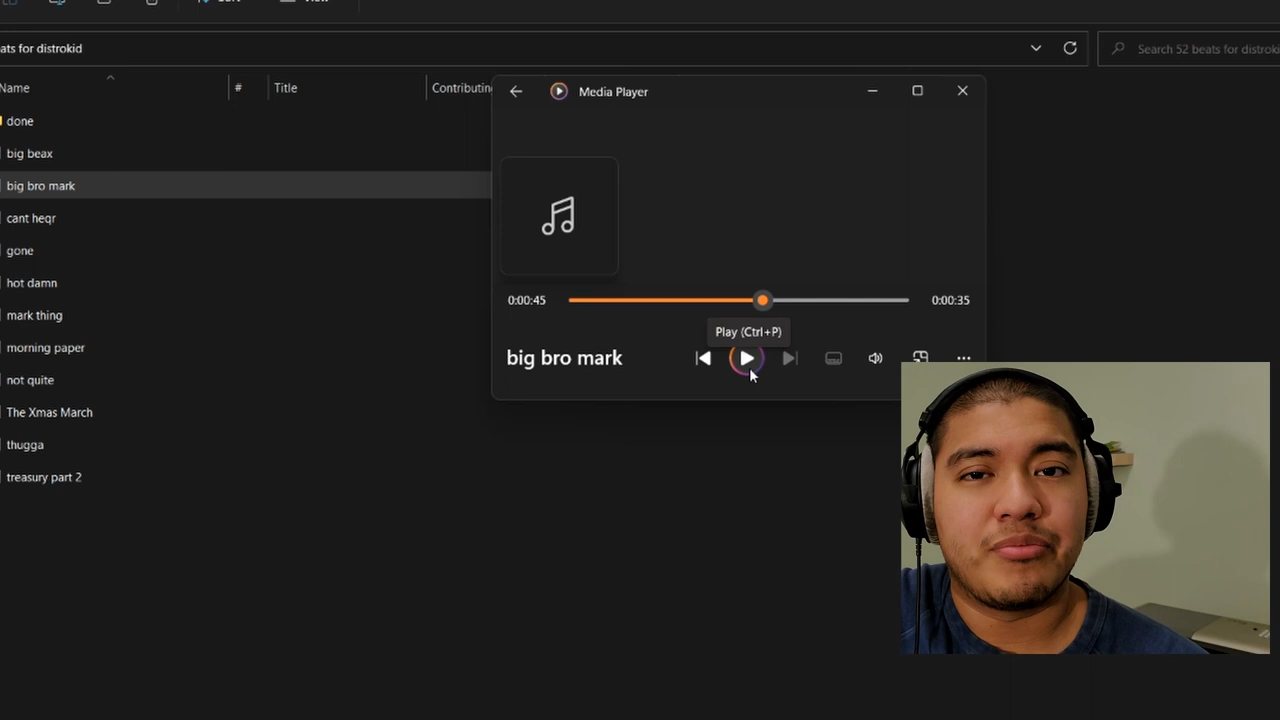 ats for distrokid
Search 52 beats for distroki
Name
#
Title
Contributing
Media Player
done
big beax
big bro mark
cant heqr
gone
hot damn
mark thing
morning paper
not quite
The Xmas March
thugga
treasury part 2
0:00:45
0:00:35
Play (Ctrl+P)
big bro mark